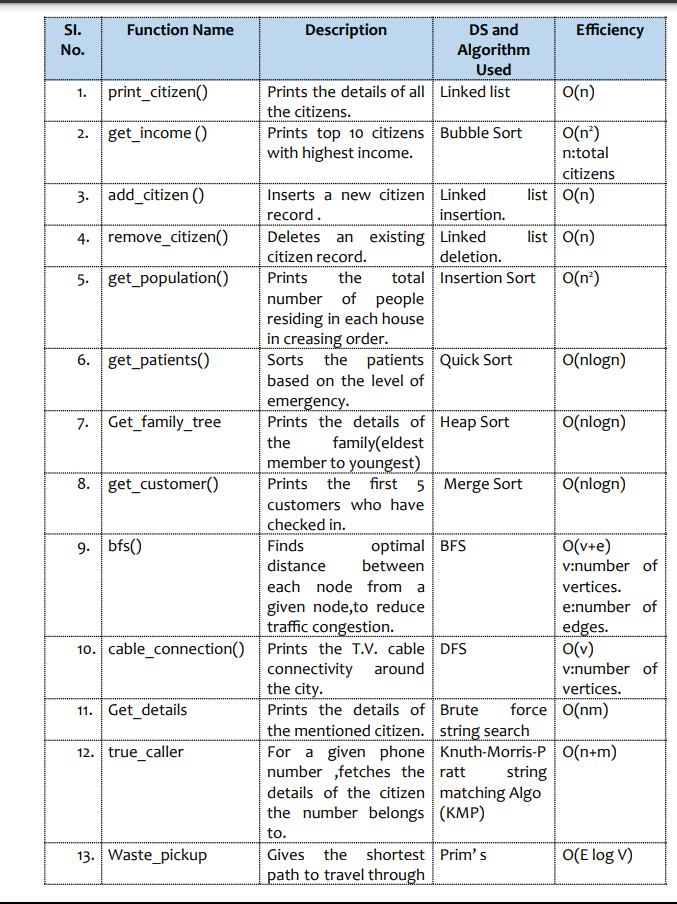 Sl. No. Function Name Description DS and Algorithm Used Efficiency
1. print_citizen() Prints the details of all Linked list O(n)
the citizens.
2. get_income () Prints top 10 citizens Bubble Sort O(n²)
with highest income. n:total
citizens
3. add_citizen () Inserts a new citizen Linked list O(n)
record . insertion.
4. remove_citizen() Deletes an existing Linked list O(n)
citizen record. deletion.
5. get_population() Prints the total Insertion Sort O(n²)
number of people
residing in each house
in creasing order.
6. get_patients() Sorts the patients Quick Sort O(nlogn)
based on the level of
emergency.
7. Get_family_tree Prints the details of Heap Sort O(nlogn)
the family(eldest
member to youngest)
8. get_customer() Prints the first 5 Merge Sort O(nlogn)
customers who have
checked in.
9. bfs() Finds optimal BFS O(v+e)
distance between v:number of
each node from a vertices.
given node,to reduce e:number of
traffic congestion. edges.
10. cable_connection() Prints the T.V. cable DFS O(v)
connectivity around v:number of
the city. vertices.
11. Get_details Prints the details of Brute force O(nm)
the mentioned citizen. string search
12. true_caller For a given phone Knuth-Morris-P O(n+m)
number ,fetches the ratt string
details of the citizen matching Algo
the number belongs (KMP)
to.
13. Waste_pickup Gives the shortest Prim' s O(E log V)
path to travel through